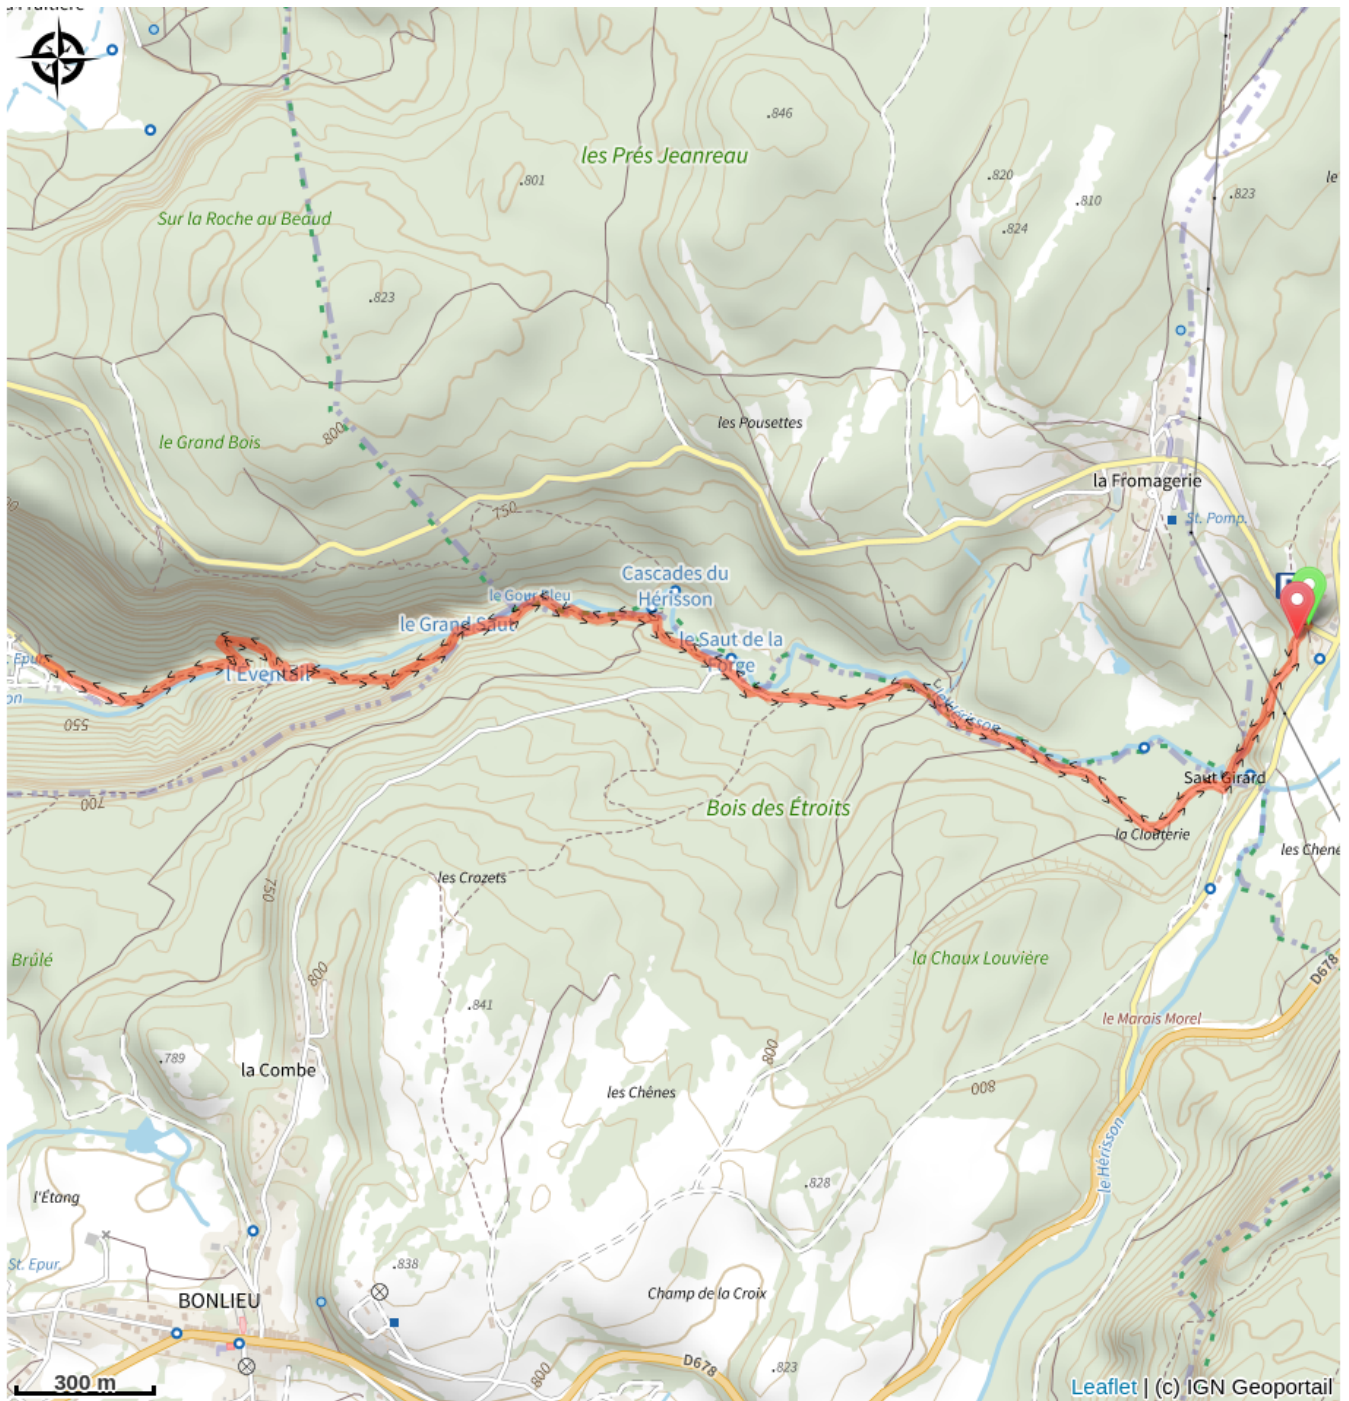 les Prés Jeanreau
.846
.801
.820
.810
.824
.823
le
Sur la Roche au Beaud
.823
le Grand Bois
800
les Pousettes
la Fromagerie
St. Pomp.
750
Cascades du
Hérisson
le Gour Bleu
le Grand Saut
le Saut de la
Forge
l'Eventail
550
700
le Hérisson
Saut Girard
la Clouterie
les Chene
Bois des Étroits
les Crozets
750
800
Brûlé
la Chaux Louvière
D678
.841
le Marais Morel
.789
la Combe
800
les Chênes
800
le Hérisson
l'Étang
.828
St. Epur.
.838
BONLIEU
Champ de la Croix
800
D678
.823
300 m
Leaflet | (c) IGN Geoportail